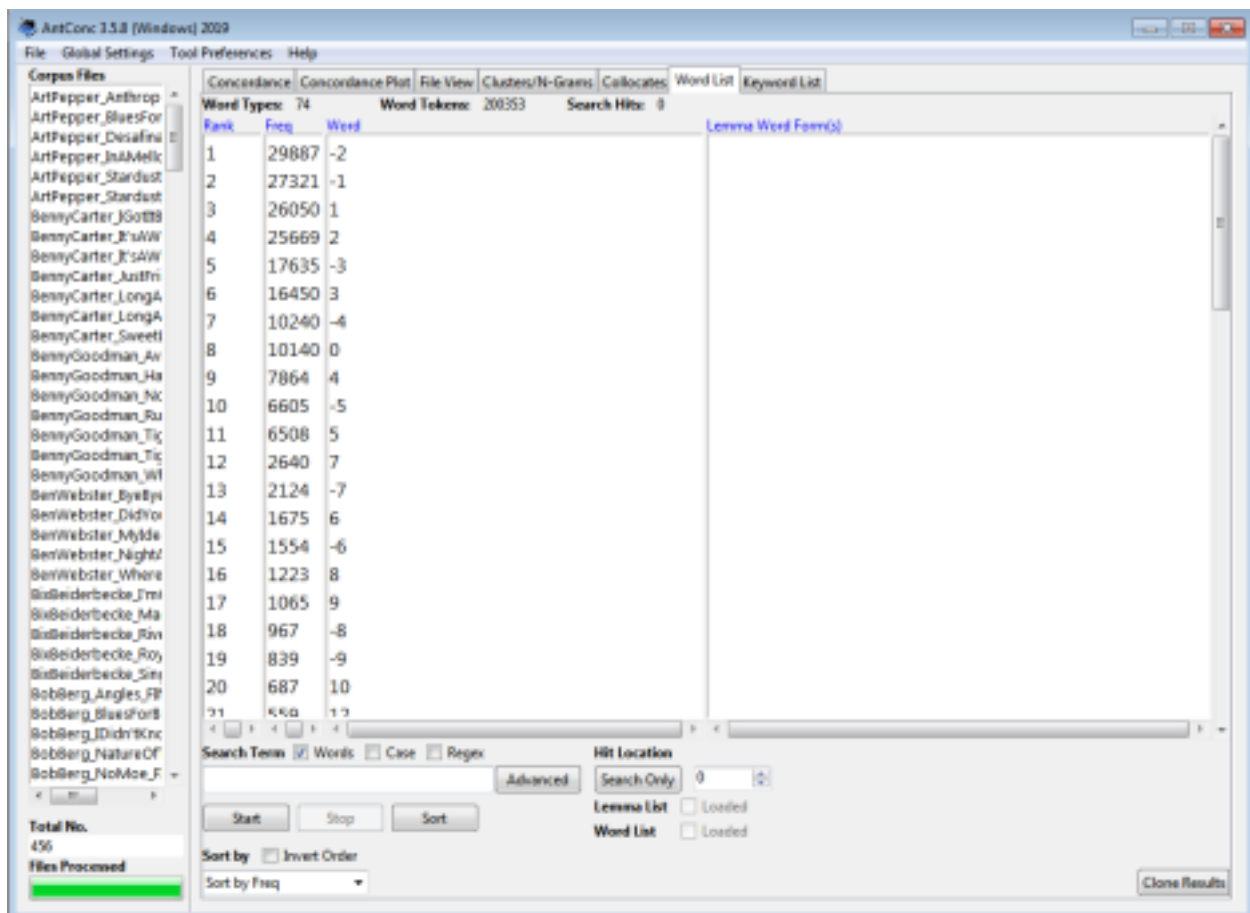 AntConc 3.5.8 (Windows) 2019
File Global Settings Tool Preferences Help
Corpus Files
ArtPepper_Anthrop
ArtPepper_BluesFor
ArtPepper_Desafina
ArtPepper_InAMello
ArtPepper_Stardust
ArtPepper_Stardust
BennyCarter_IGotItB
BennyCarter_It'sAW
BennyCarter_It'sAW
BennyCarter_JustFri
BennyCarter_LongA
BennyCarter_LongA
BennyCarter_SweetL
BennyGoodman_Av
BennyGoodman_Ha
BennyGoodman_No
BennyGoodman_Ru
BennyGoodman_Tig
BennyGoodman_Tig
BennyGoodman_Wh
BenWebster_ByeBye
BenWebster_DidYou
BenWebster_MyIde
BenWebster_Night
BenWebster_Where
BixBeiderbecke_I'm
BixBeiderbecke_Ma
BixBeiderbecke_Riv
BixBeiderbecke_Roy
BixBeiderbecke_Sin
BobBerg_Angles_
BobBerg_BluesForB
BobBerg_IDidn'tKno
BobBerg_NatureOf
BobBerg_NoMoe_F
Total No.
456
Files Processed
Concordance Concordance Plot File View Clusters/N-Grams Collocates Word List Keyword List
Word Types: 74 Word Tokens: 200353 Search Hits: 0
Rank Freq Word Lemma Word Form(s)
1 29887 -2
2 27321 -1
3 26050 1
4 25669 2
5 17635 -3
6 16450 3
7 10240 -4
8 10140 0
9 7864 4
10 6605 -5
11 6508 5
12 2640 7
13 2124 -7
14 1675 6
15 1554 -6
16 1223 8
17 1065 9
18 967 -8
19 839 -9
20 687 10
21 559 12
Search Term Words Case Regex Hit Location
Advanced Search Only 0
Start Stop Sort Lemma List Loaded
Word List Loaded
Sort by Invert Order
Sort by Freq Clone Results